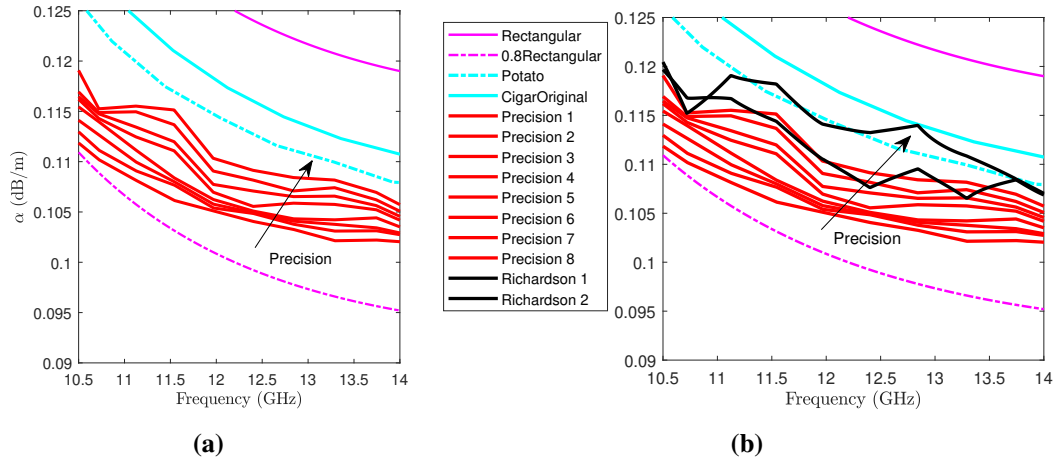 0.125
0.12
0.115
0.11
0.105
0.1
0.095
0.09
α (dB/m)
10.5 11 11.5 12 12.5 13 13.5 14
Frequency (GHz)
Precision
(a)
Rectangular
0.8Rectangular
Potato
CigarOriginal
Precision 1
Precision 2
Precision 3
Precision 4
Precision 5
Precision 6
Precision 7
Precision 8
Richardson 1
Richardson 2
0.125
0.12
0.115
0.11
0.105
0.1
0.095
0.09
10.5 11 11.5 12 12.5 13 13.5 14
Frequency (GHz)
Precision
(b)